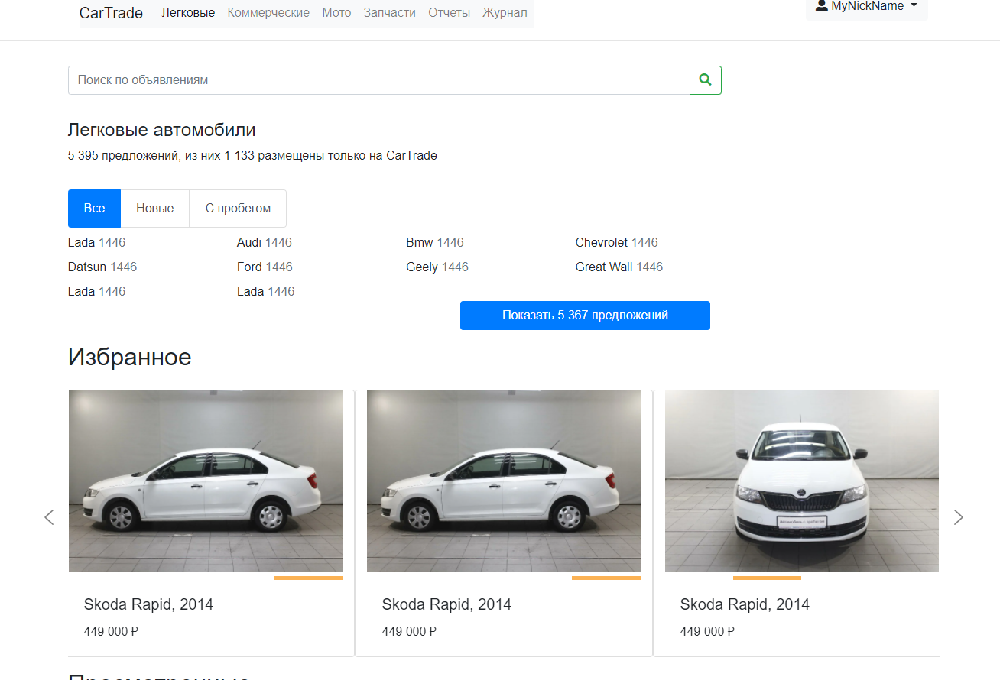 CarTrade Легковые Коммерческие Мото Запчасти Отчеты Журнал MyNickName
Поиск по объявлениям
Легковые автомобили
5 395 предложений, из них 1 133 размещены только на CarTrade
Все Новые С пробегом
Lada 1446 Audi 1446 Bmw 1446 Chevrolet 1446
Datsun 1446 Ford 1446 Geely 1446 Great Wall 1446
Lada 1446 Lada 1446
Показать 5 367 предложений
Избранное
Автомобили с пробегом
Skoda Rapid, 2014 Skoda Rapid, 2014 Skoda Rapid, 2014
449 000 ₽ 449 000 ₽ 449 000 ₽